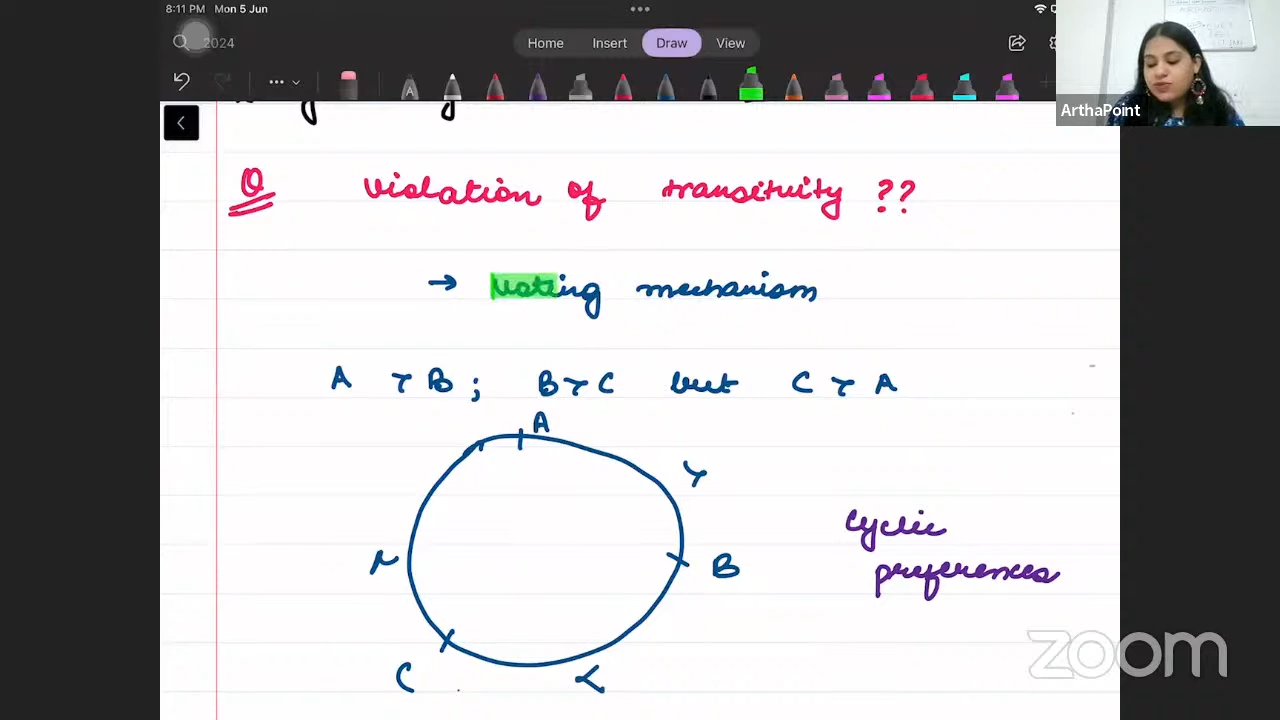 8:11 PM Mon 5 Jun
2024
Home Insert Draw View
ArthaPoint
Q Violation of transitivity ??
→ Voting mechanism
A ≻ B ; B ≻ C but C ≻ A
A
≻
B
≺
C
cyclic
preferences
zoom